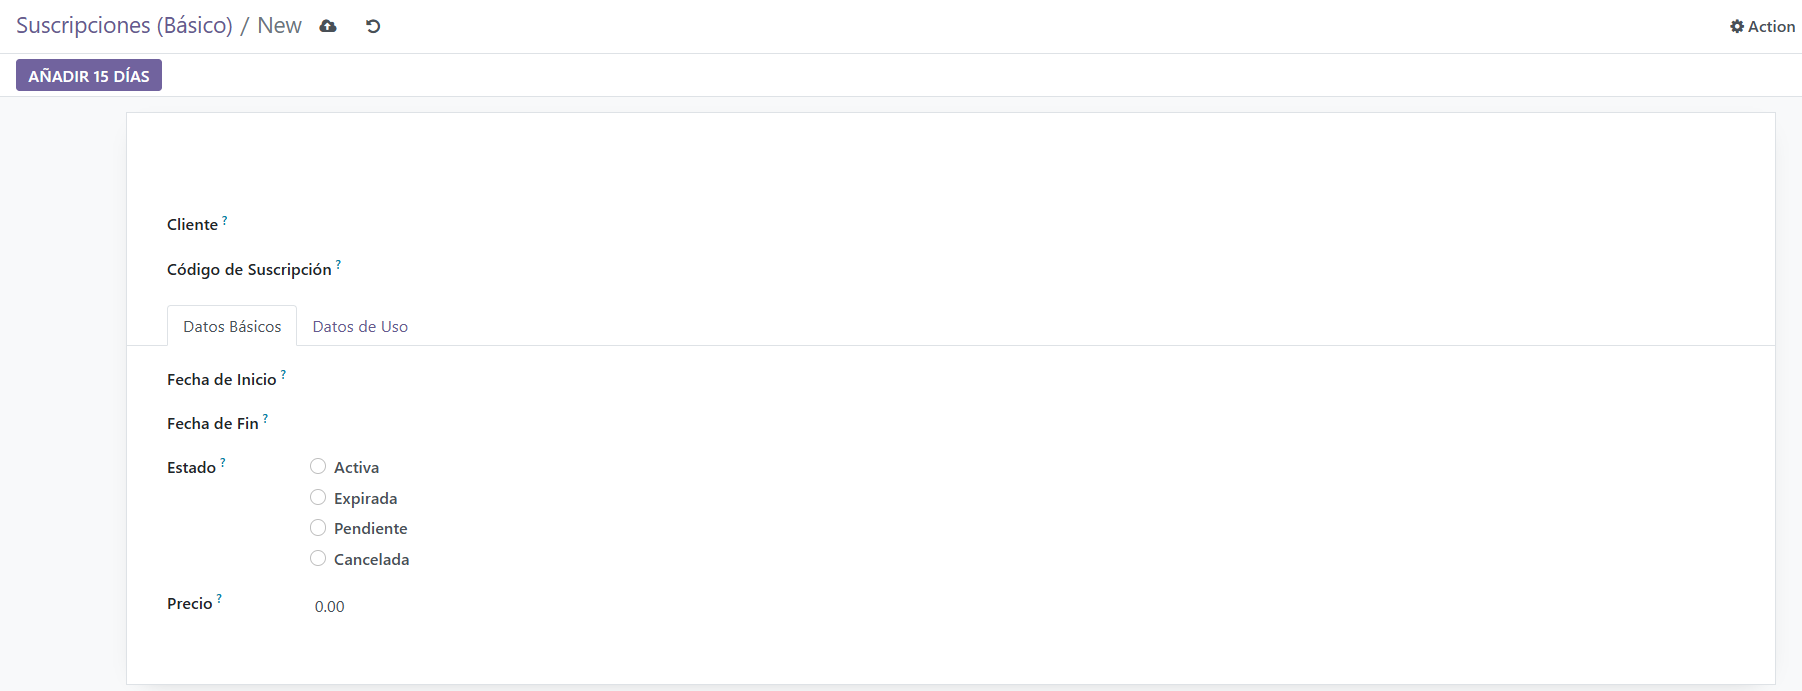 Suscripciones (Básico) / New
Action
AÑADIR 15 DÍAS
Cliente ?
Código de Suscripción ?
Datos Básicos
Datos de Uso
Fecha de Inicio ?
Fecha de Fin ?
Estado ?
Activa
Expirada
Pendiente
Cancelada
Precio ?
0.00